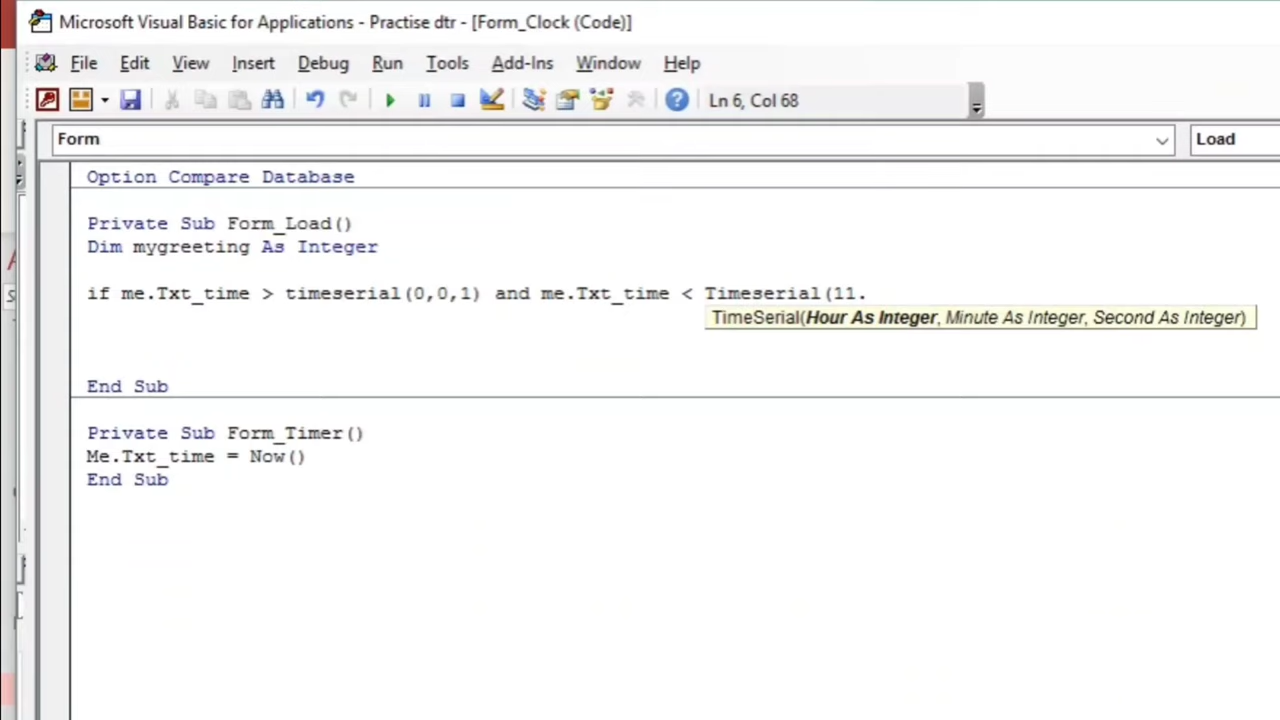 Microsoft Visual Basic for Applications - Practise dtr - [Form_Clock (Code)]
File Edit View Insert Debug Run Tools Add-Ins Window Help
Ln 6, Col 68
Form Load
Option Compare Database
Private Sub Form_Load()
Dim mygreeting As Integer
if me.Txt_time > timeserial(0,0,1) and me.Txt_time < Timeserial(11.
TimeSerial(Hour As Integer, Minute As Integer, Second As Integer)
End Sub
Private Sub Form_Timer()
Me.Txt_time = Now()
End Sub